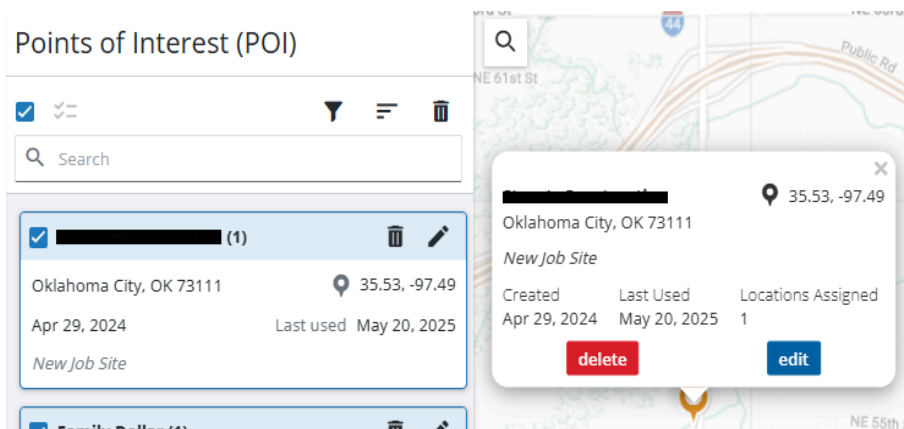 Points of Interest (POI)
Search
(1)
Oklahoma City, OK 73111
35.53, -97.49
Apr 29, 2024
Last used May 20, 2025
New Job Site
Family Dollar (1)
44
Public Rd
NE 61st St
35.53, -97.49
Oklahoma City, OK 73111
New Job Site
Created Last Used Locations Assigned
Apr 29, 2024 May 20, 2025 1
delete edit
NE 55th